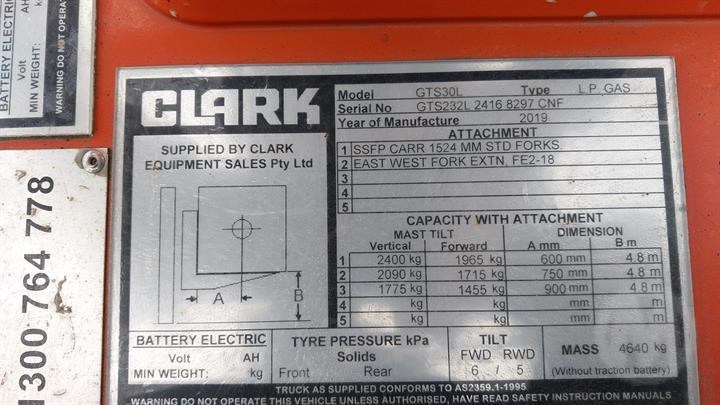 BATTERY ELECTRIC
Volt AH
MIN WEIGHT: kg
WARNING DO NOT OPERATE
1300 764 778
CLARK
SUPPLIED BY CLARK
EQUIPMENT SALES Pty Ltd
A
B
Model GTS30L Type L.P. GAS
Serial No GTS232L 2416 8297 CNF
Year of Manufacture 2019
ATTACHMENT
1 SSFP CARR 1524 MM STD FORKS
2 EAST WEST FORK EXTN, FE2-18
3
4
5
CAPACITY WITH ATTACHMENT
MAST TILT DIMENSION
Vertical Forward A mm B m
1 2400 kg 1965 kg 600 mm 4.8 m
2 2090 kg 1715 kg 750 mm 4.8 m
3 1775 kg 1455 kg 900 mm 4.8 m
4 kg kg mm m
5 kg kg mm m
BATTERY ELECTRIC
Volt AH
MIN WEIGHT: kg
TYRE PRESSURE kPa
Solids
Front Rear
TILT
FWD RWD
6 / 5
MASS 4640 kg
(Without traction battery)
TRUCK AS SUPPLIED CONFORMS TO AS2359.1-1995
WARNING DO NOT OPERATE THIS VEHICLE UNLESS AUTHORISED, HAVE READ SAFETY INSTRUCTION MANUALS